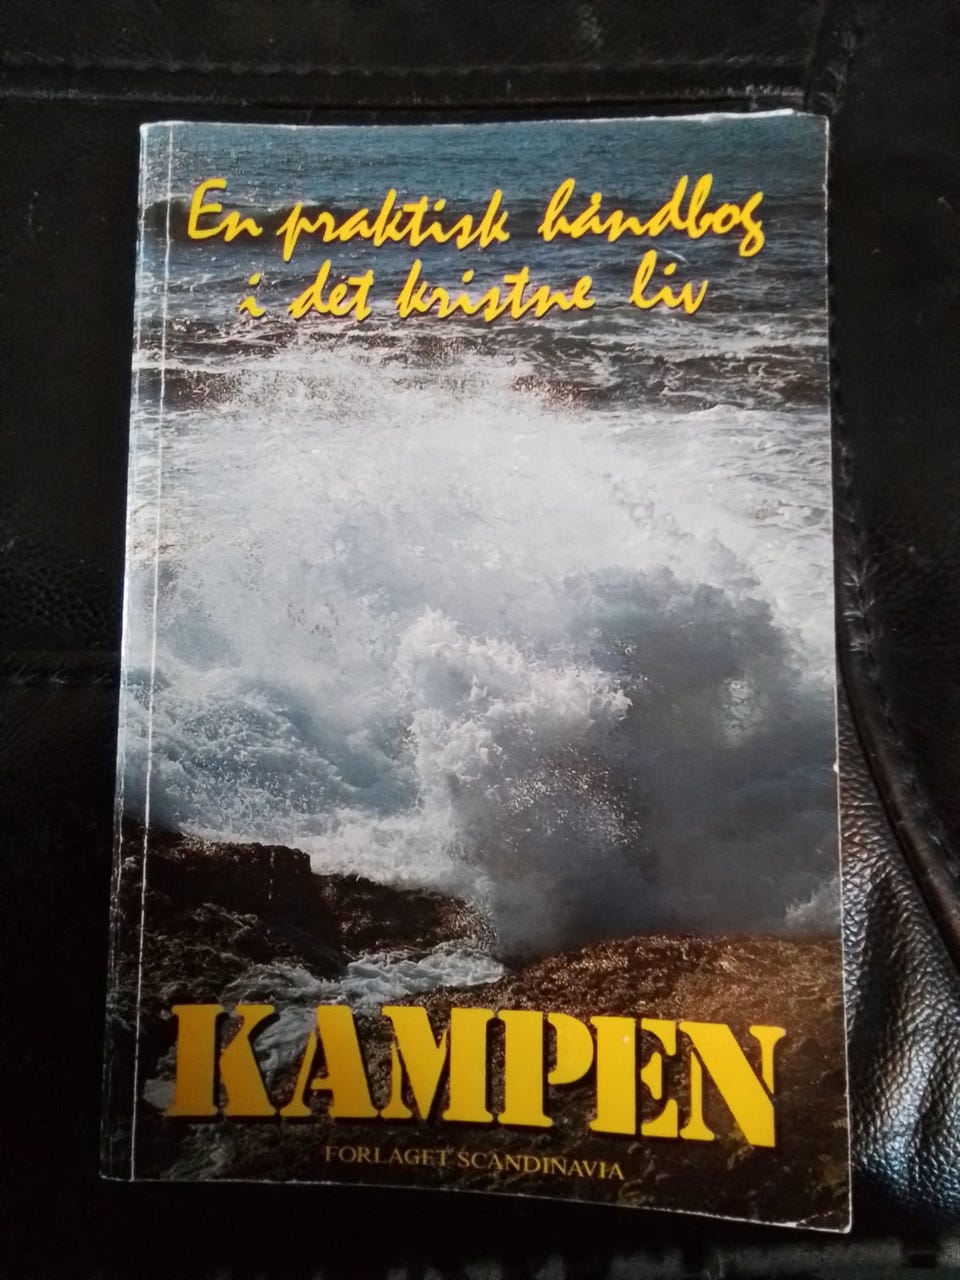 En praktisk håndbog
i det kristne liv
KAMPEN
FORLAGET SCANDINAVIA